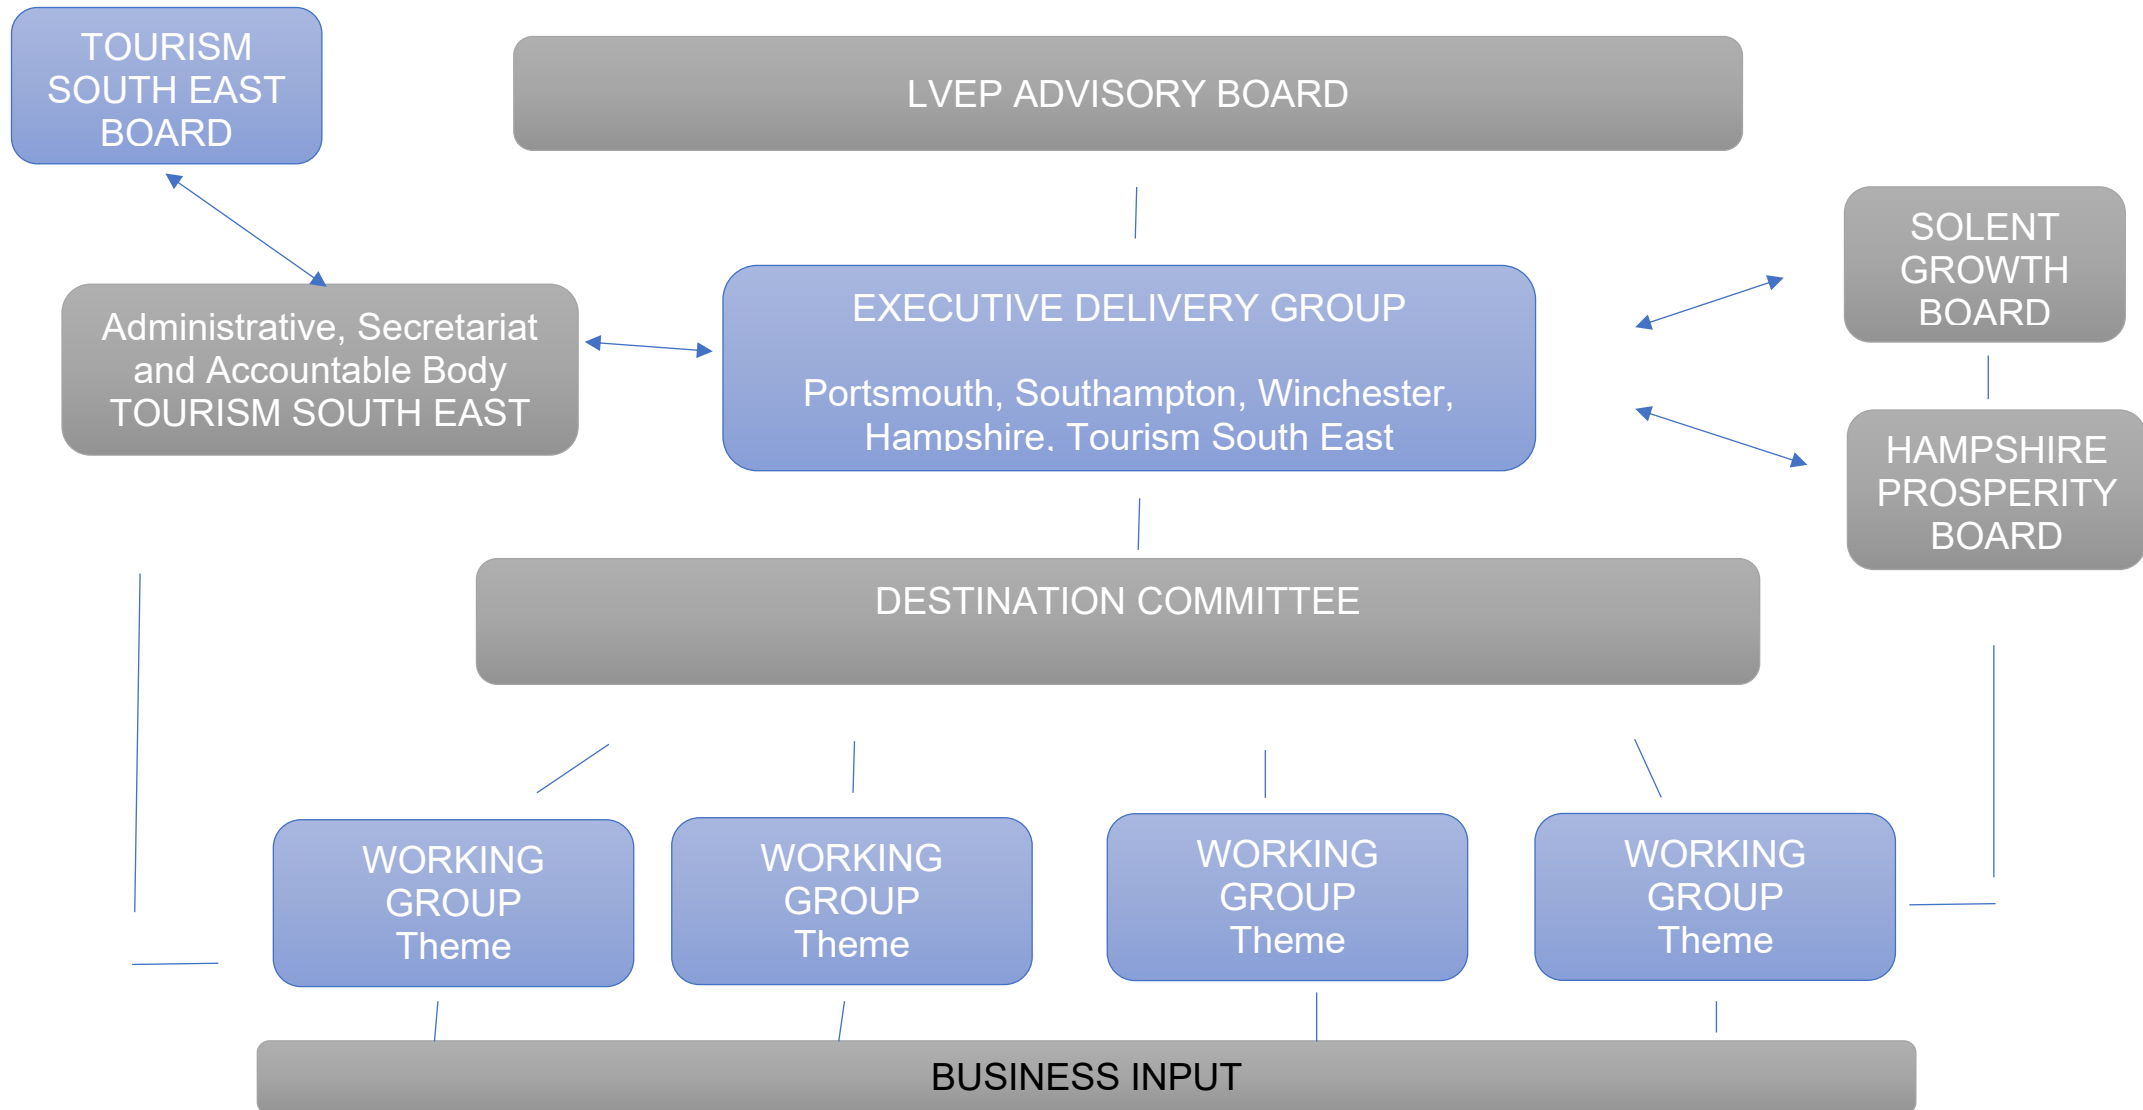 TOURISM
SOUTH EAST
BOARD
LVEP ADVISORY BOARD
SOLENT
GROWTH
BOARD
Administrative, Secretariat
and Accountable Body
TOURISM SOUTH EAST
EXECUTIVE DELIVERY GROUP
Portsmouth, Southampton, Winchester,
Hampshire, Tourism South East
HAMPSHIRE
PROSPERITY
BOARD
DESTINATION COMMITTEE
WORKING
GROUP
Theme
WORKING
GROUP
Theme
WORKING
GROUP
Theme
WORKING
GROUP
Theme
BUSINESS INPUT